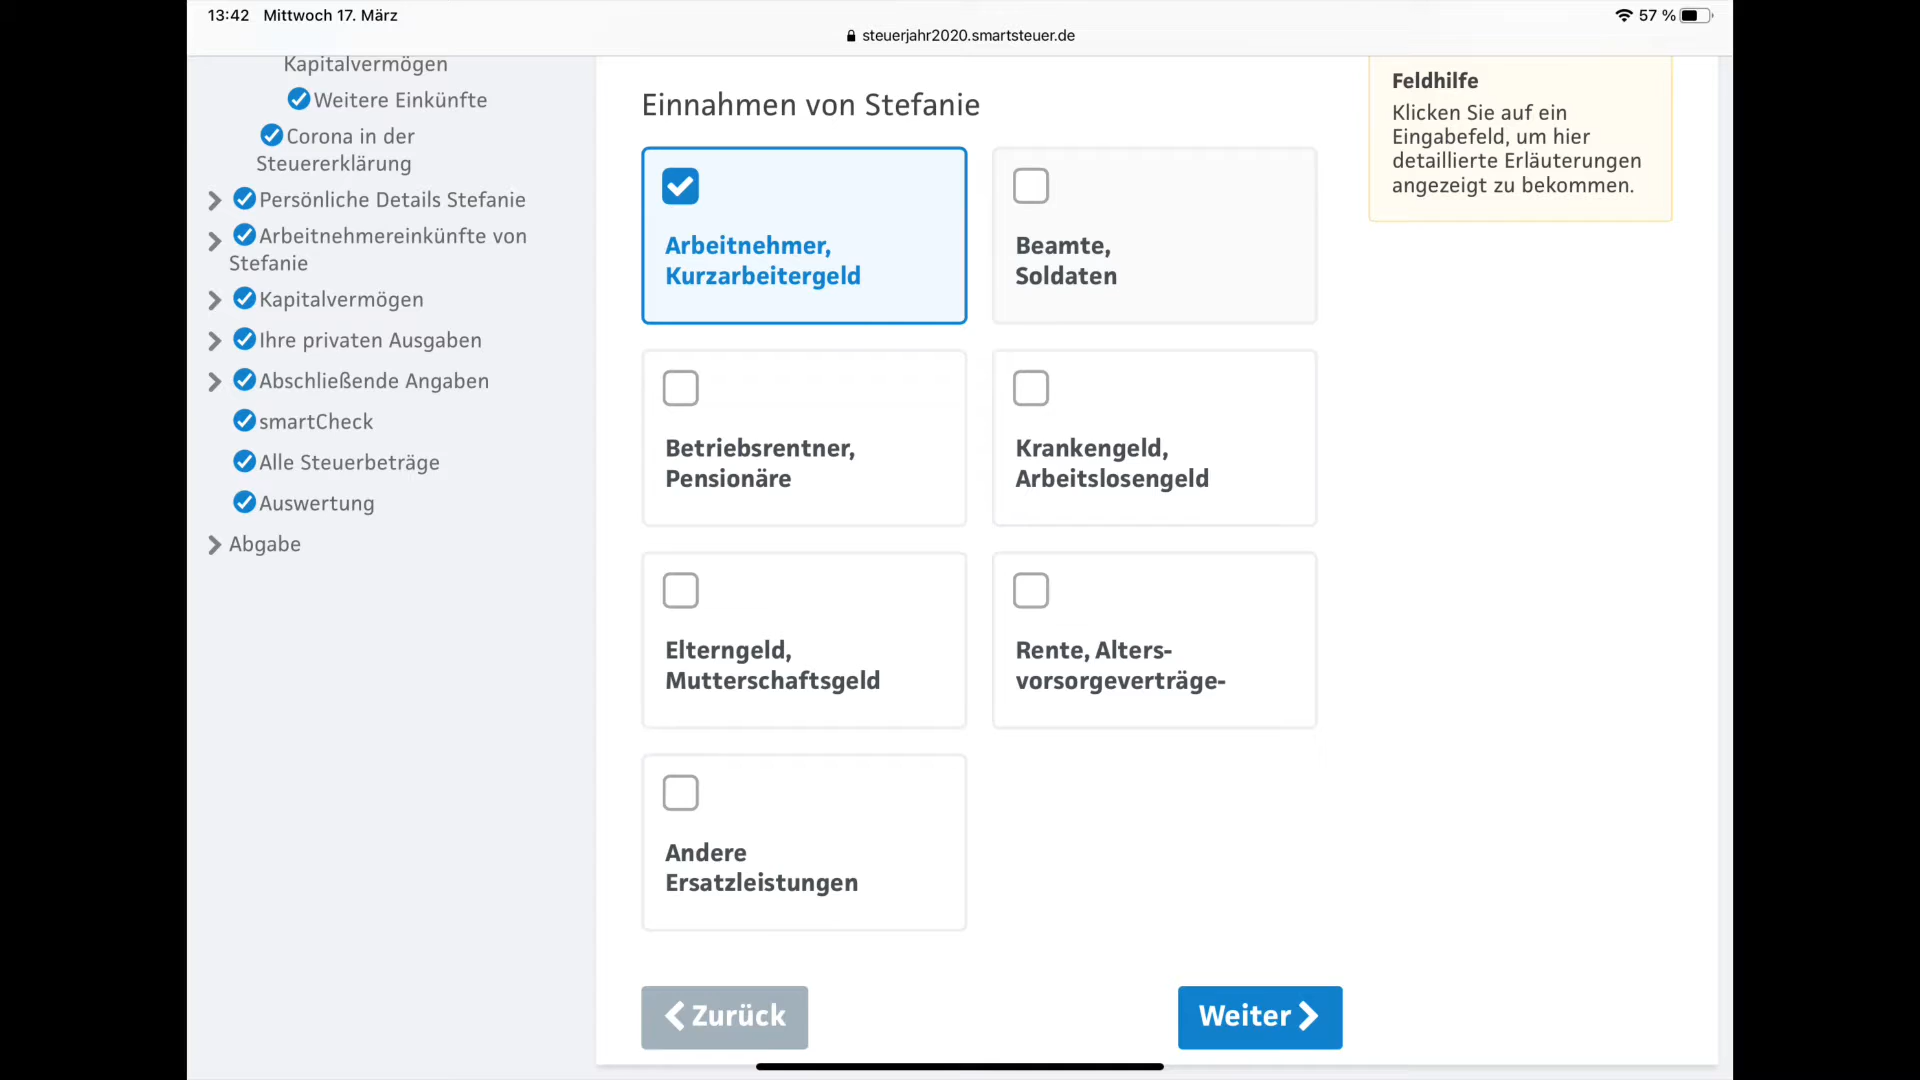 13:42 Mittwoch 17. März
57 %
steuerjahr2020.smartsteuer.de
Kapitalvermögen
Weitere Einkünfte
Corona in der
Steuererklärung
Persönliche Details Stefanie
Arbeitnehmereinkünfte von
Stefanie
Kapitalvermögen
Ihre privaten Ausgaben
Abschließende Angaben
smartCheck
Alle Steuerbeträge
Auswertung
Abgabe
Einnahmen von Stefanie
Arbeitnehmer,
Kurzarbeitergeld
Beamte,
Soldaten
Betriebsrentner,
Pensionäre
Krankengeld,
Arbeitslosengeld
Elterngeld,
Mutterschaftsgeld
Rente, Alters-
vorsorgeverträge-
Andere
Ersatzleistungen
Zurück
Weiter
Feldhilfe
Klicken Sie auf ein
Eingabefeld, um hier
detaillierte Erläuterungen
angezeigt zu bekommen.